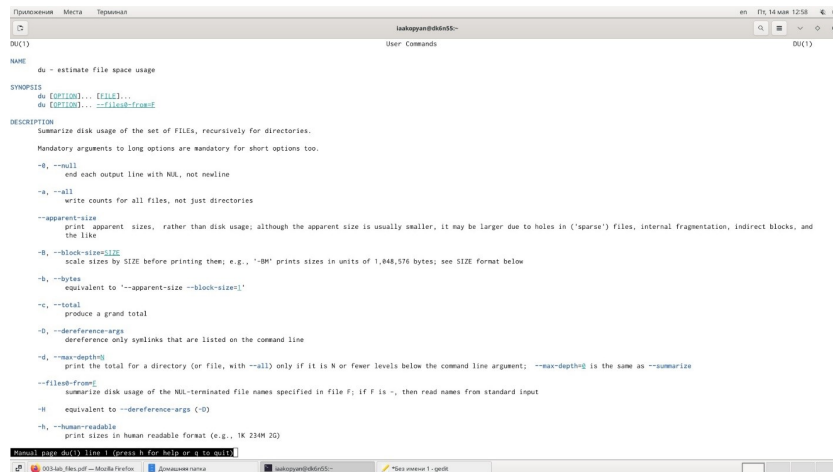 Приложения Места Терминал en Пт, 14 мая 12:58
laakopyan@dk6n55:~
DU(1) User Commands DU(1)
NAME
du - estimate file space usage
SYNOPSIS
du [OPTION]... [FILE]...
du [OPTION]... --files0-from=F
DESCRIPTION
Summarize disk usage of the set of FILEs, recursively for directories.
Mandatory arguments to long options are mandatory for short options too.
-0, --null
end each output line with NUL, not newline
-a, --all
write counts for all files, not just directories
--apparent-size
print apparent sizes, rather than disk usage; although the apparent size is usually smaller, it may be larger due to holes in ('sparse') files, internal fragmentation, indirect blocks, and
the like
-B, --block-size=SIZE
scale sizes by SIZE before printing them; e.g., '-BM' prints sizes in units of 1,048,576 bytes; see SIZE format below
-b, --bytes
equivalent to '--apparent-size --block-size=1'
-c, --total
produce a grand total
-D, --dereference-args
dereference only symlinks that are listed on the command line
-d, --max-depth=N
print the total for a directory (or file, with --all) only if it is N or fewer levels below the command line argument; --max-depth=0 is the same as --summarize
--files0-from=F
summarize disk usage of the NUL-terminated file names specified in file F; if F is -, then read names from standard input
-H equivalent to --dereference-args (-D)
-h, --human-readable
print sizes in human readable format (e.g., 1K 234M 2G)
Manual page du(1) line 1 (press h for help or q to quit)
003-lab_files.pdf — Mozilla Firefox Домашняя папка laakopyan@dk6n55:~ *Без имени 1 - gedit